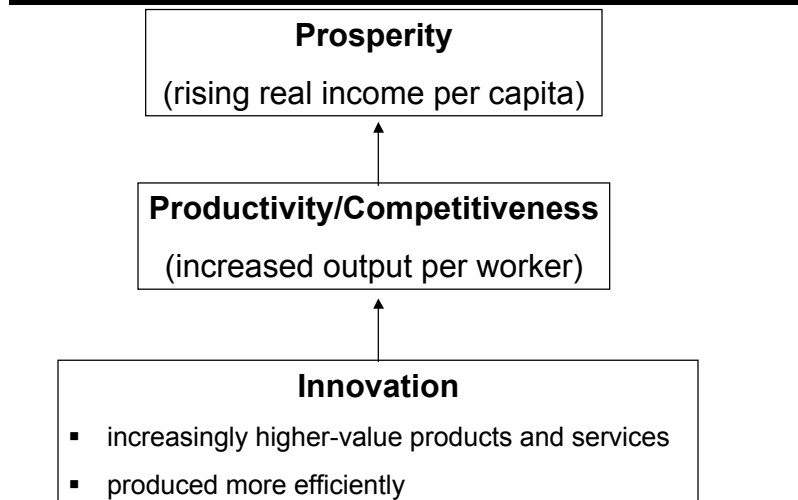 Prosperity
(rising real income per capita)
Productivity/Competitiveness
(increased output per worker)
Innovation
▪ increasingly higher-value products and services
▪ produced more efficiently